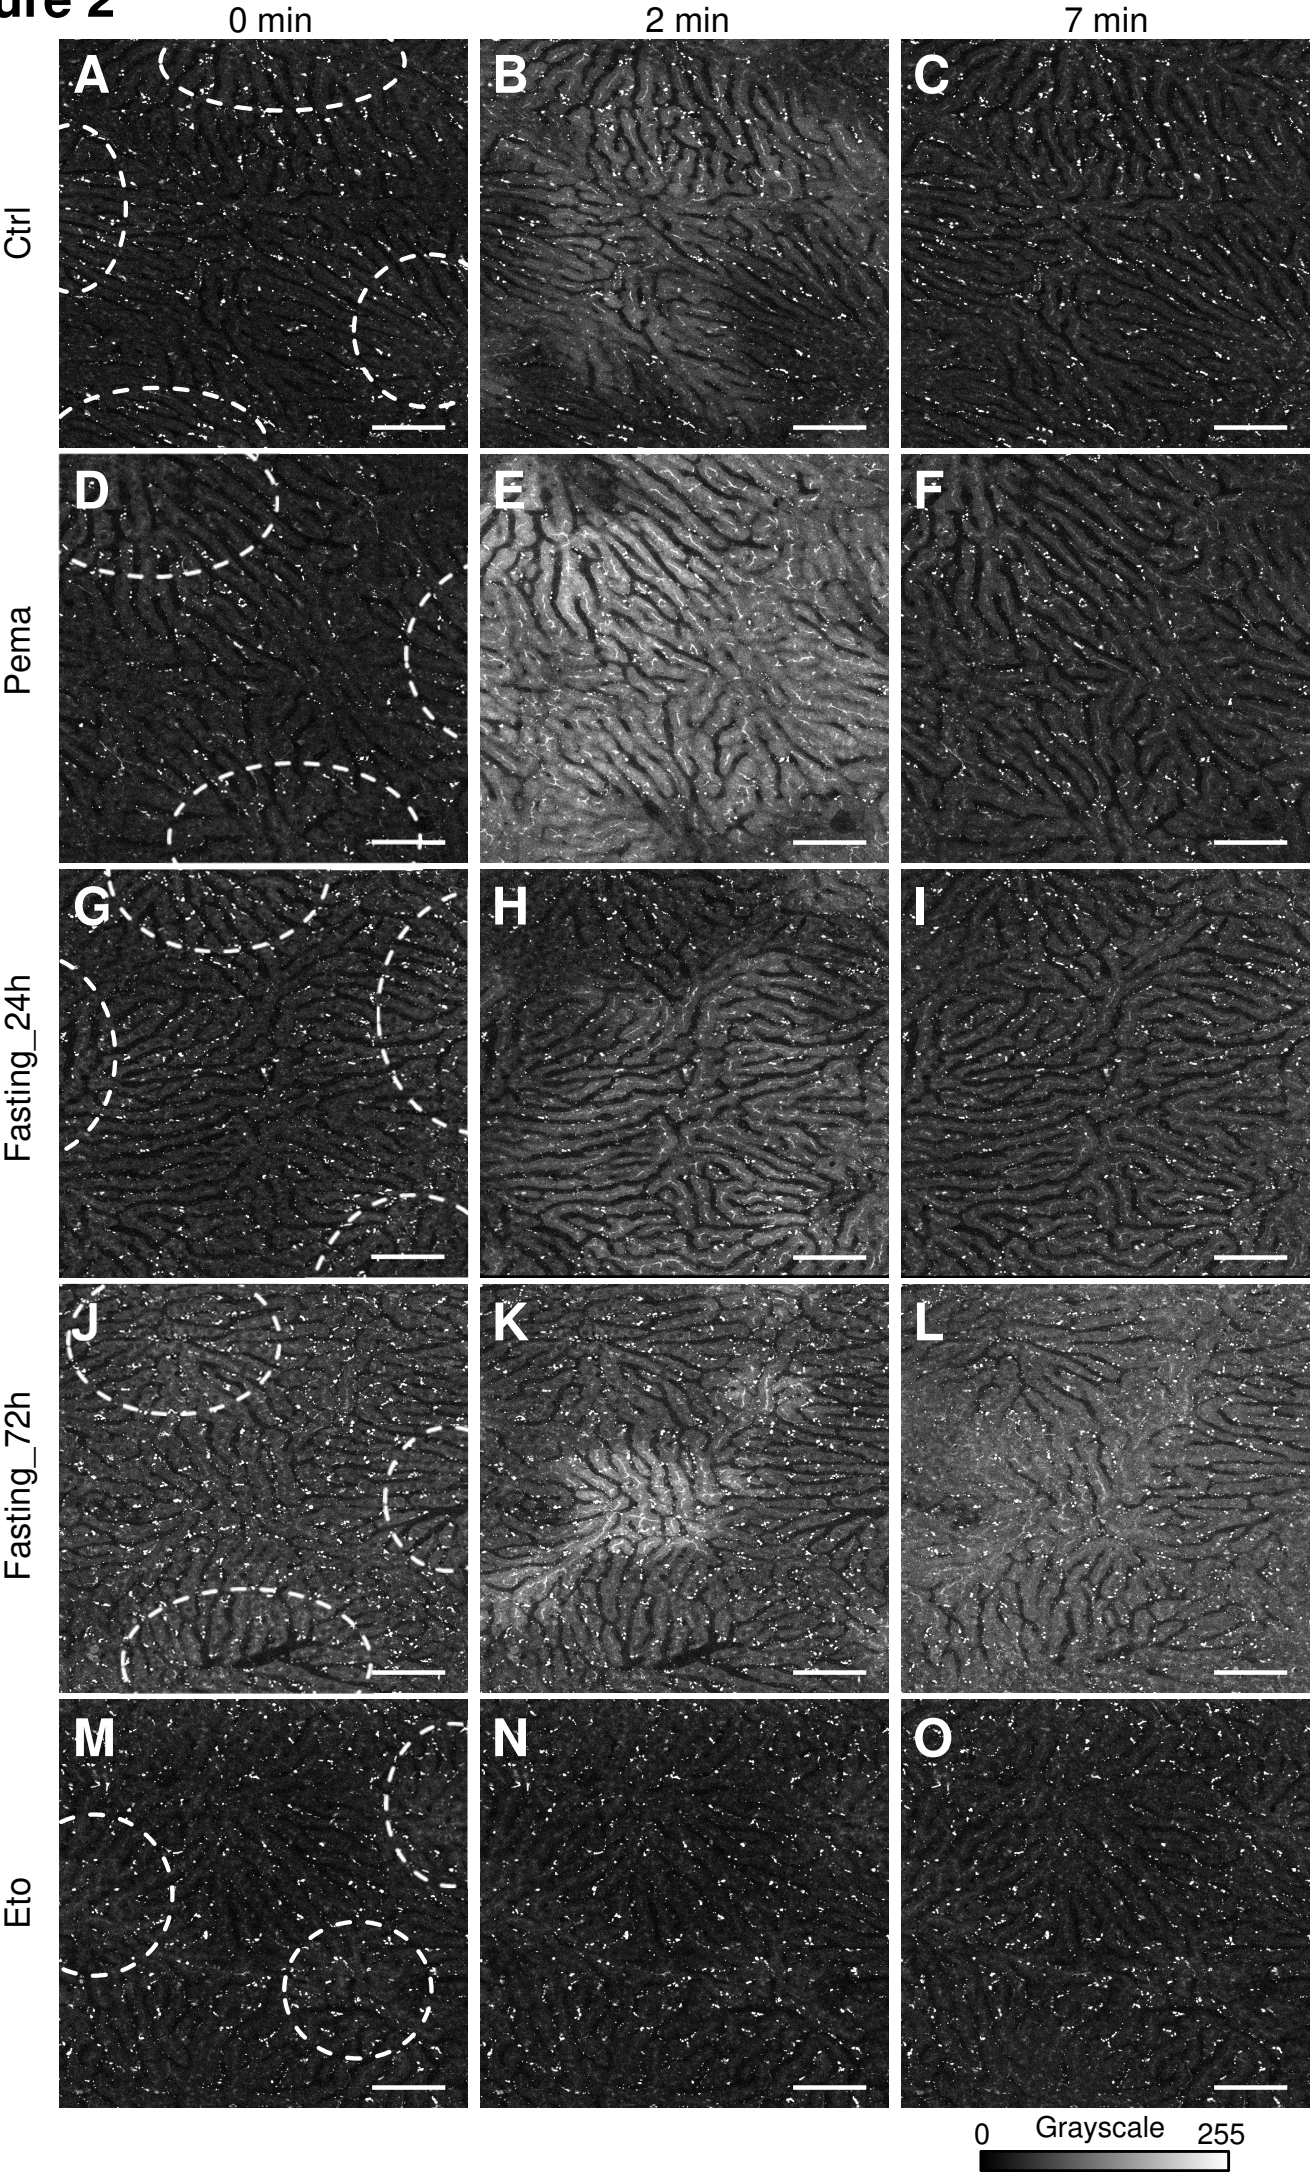 ure 2
0 min 2 min 7 min
Ctrl
A B C
Pema
D E F
Fasting_24h
G H I
Fasting_72h
J K L
Eto
M N O
0 Grayscale 255